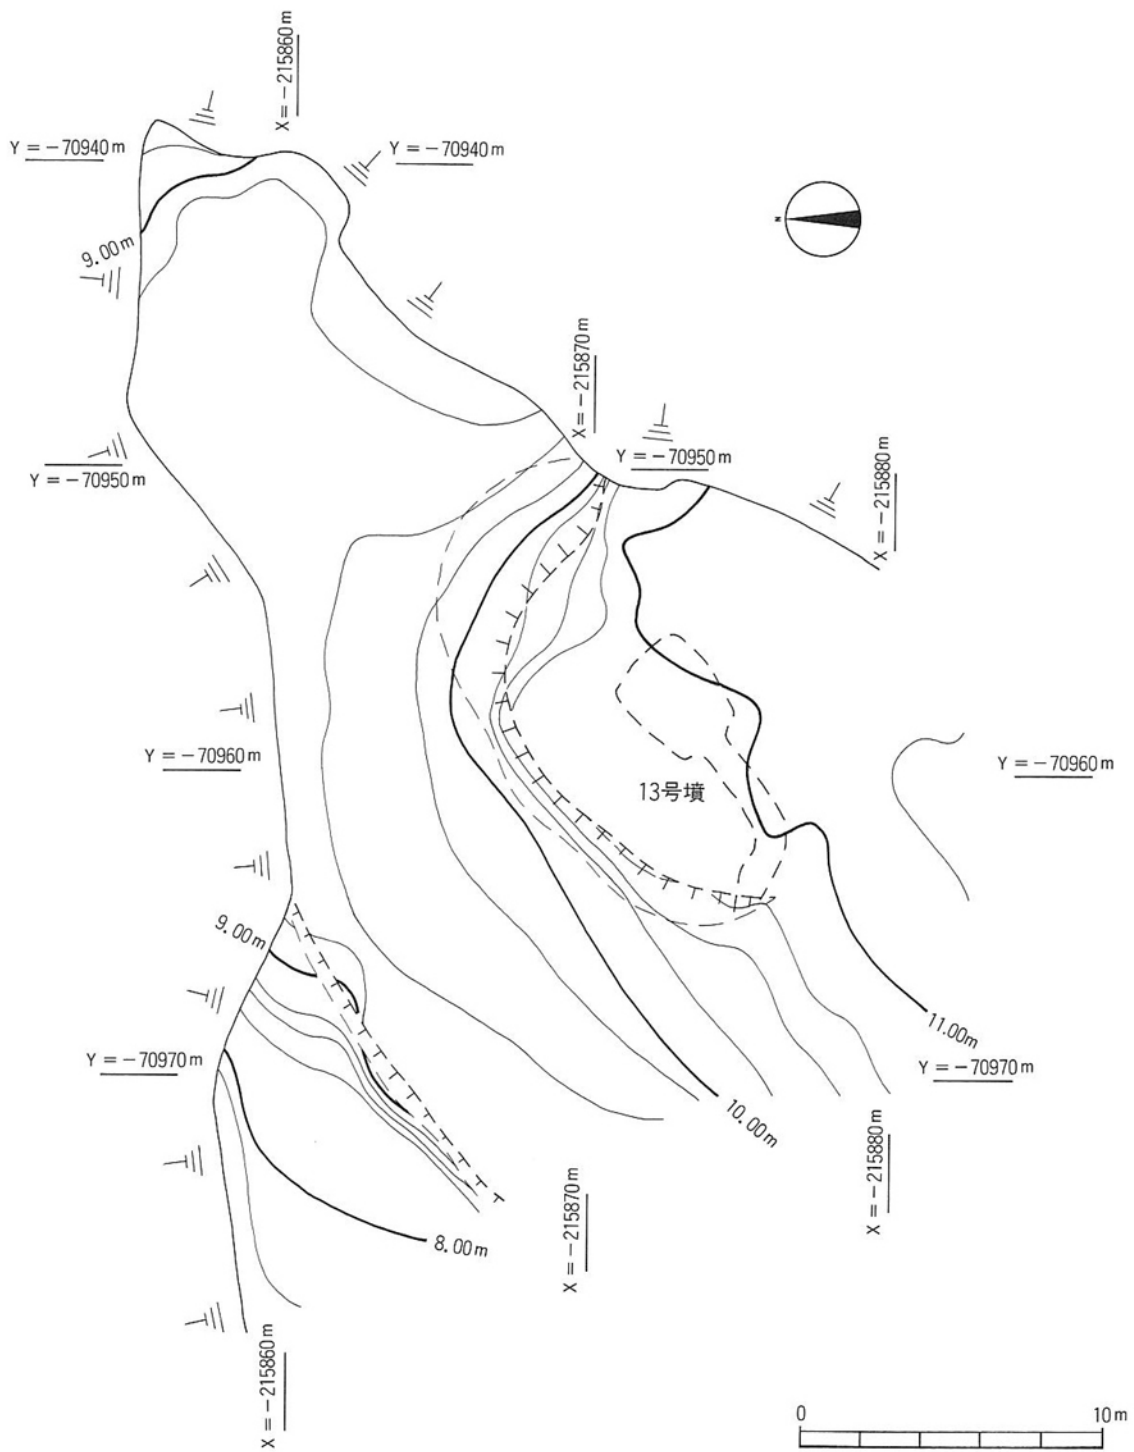 X = −215860m
Y = −70940m
Y = −70940m
N
9.00m
X = −215870m
Y = −70950m
Y = −70950m
X = −215880m
Y = −70960m
Y = −70960m
13号墳
9.00m
11.00m
Y = −70970m
Y = −70970m
10.00m
X = −215880m
X = −215870m
8.00m
X = −215860m
0 10m